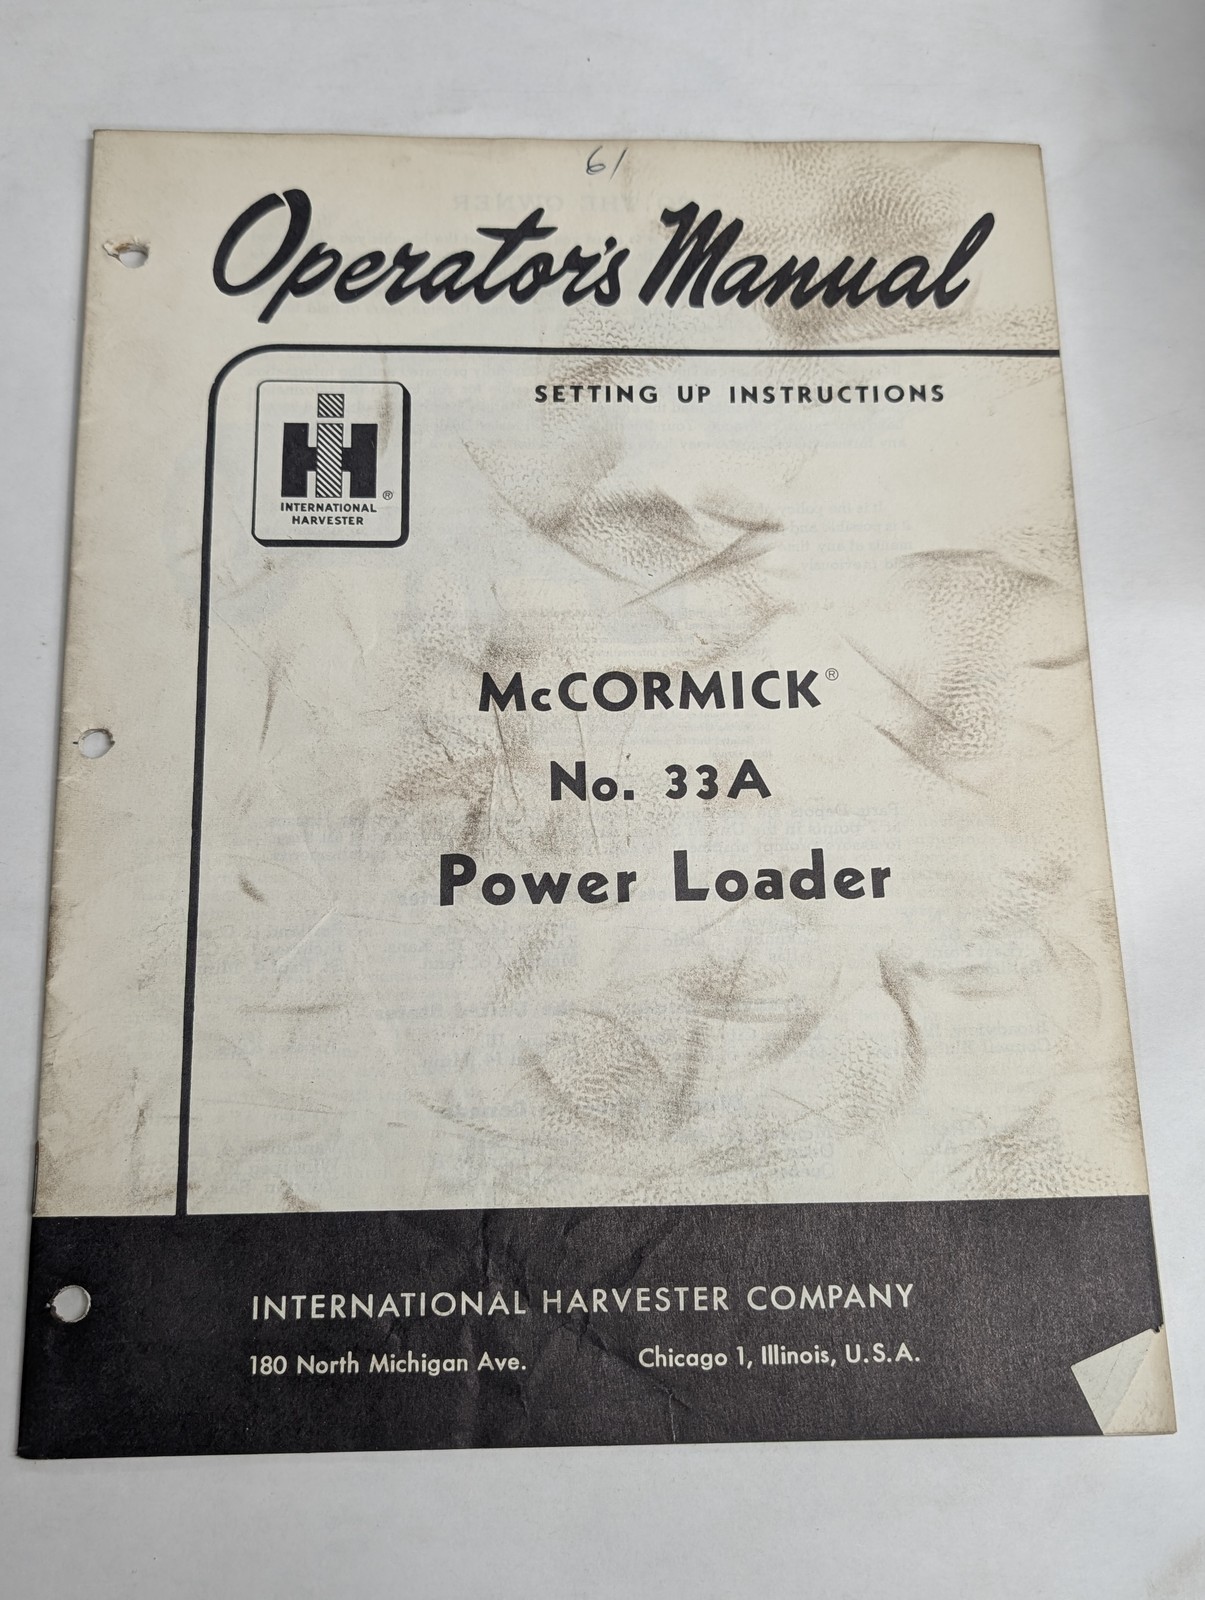 61
Operator's Manual
SETTING UP INSTRUCTIONS
IH ®
INTERNATIONAL
HARVESTER
McCORMICK®
No. 33A
Power Loader
INTERNATIONAL HARVESTER COMPANY
180 North Michigan Ave. Chicago 1, Illinois, U.S.A.